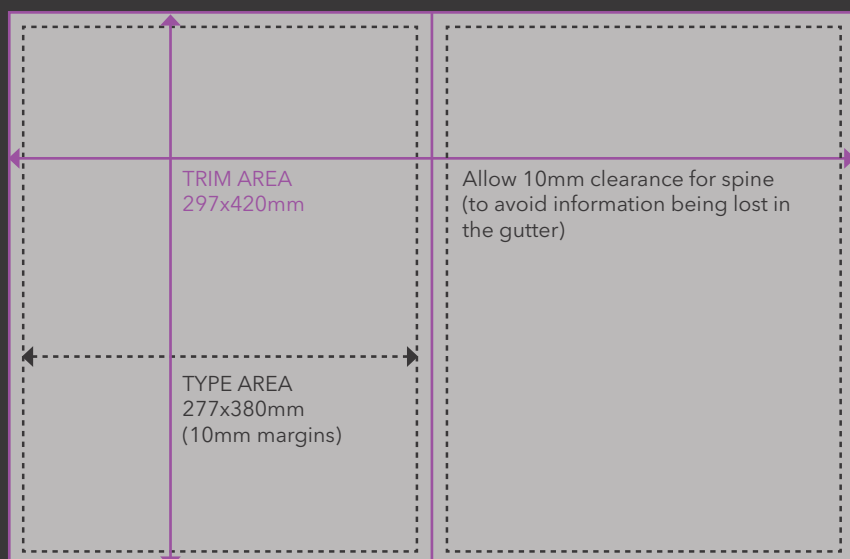 TRIM AREA
297x420mm
Allow 10mm clearance for spine
(to avoid information being lost in
the gutter)
TYPE AREA
277x380mm
(10mm margins)